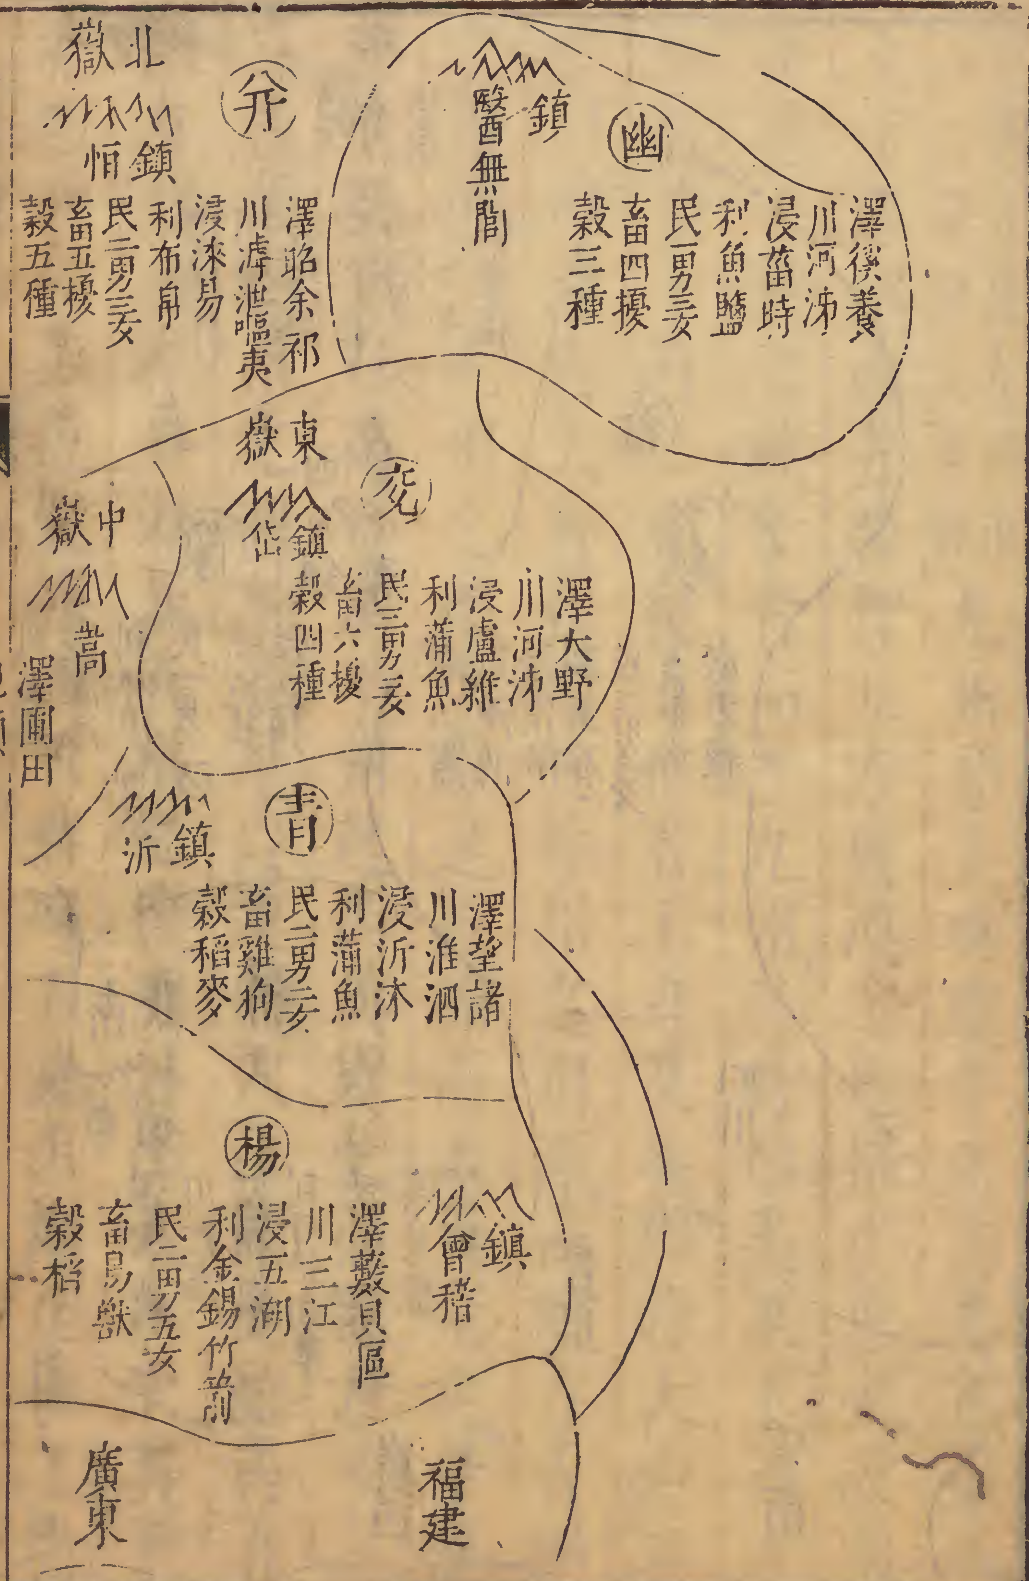 幽
鎮
醫無閭
澤徯養
川河泲
浸菑時
利魚鹽
民一男三女
畜四擾
穀三種
并
北
嶽
鎮
恒
澤昭余祁
川滹沱嘔夷
浸淶易
利布帛
民二男三女
畜五擾
穀五種
兗
東
嶽
鎮
岱
澤大野
川河泲
浸盧維
利蒲魚
民二男三女
畜六擾
穀四種
中
嶽
嵩
澤圃田
青
鎮
沂
澤望諸
川淮泗
浸沂沭
利蒲魚
民二男二女
畜雞狗
穀稻麥
楊
鎮
會稽
澤藪具區
川三江
浸五湖
利金錫竹箭
民二男五女
畜鳥獸
穀稻
福建
廣東